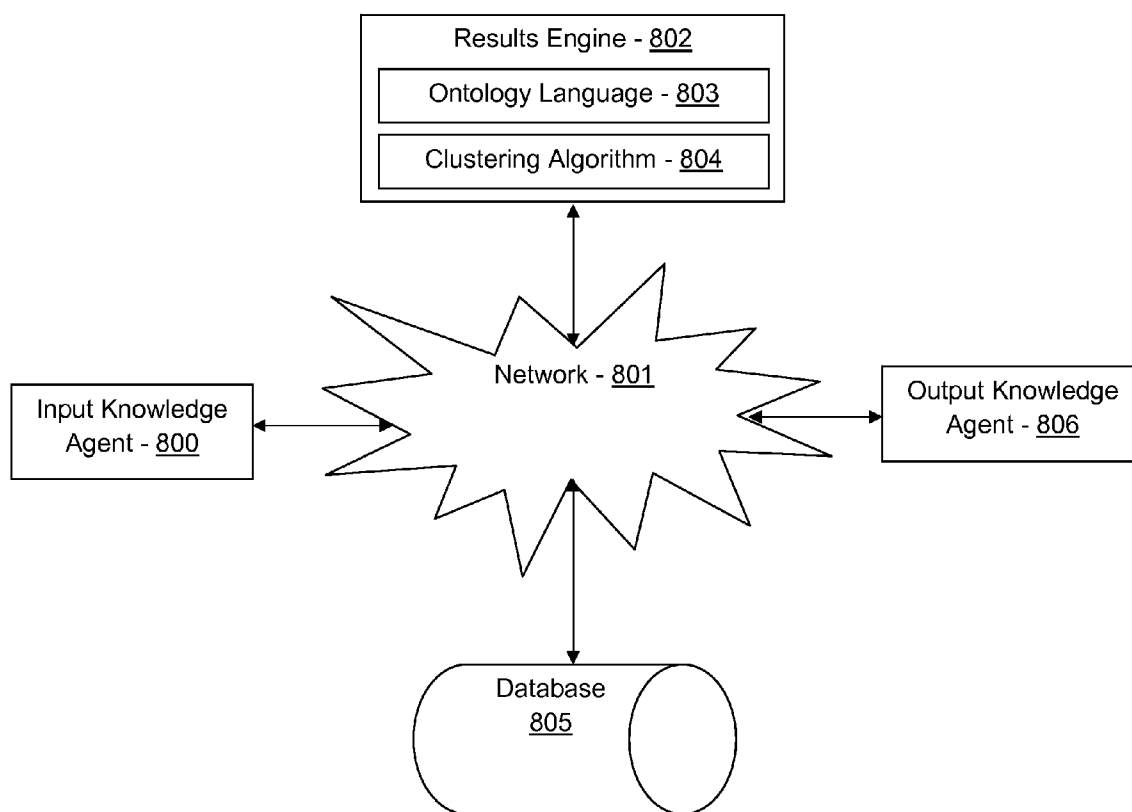 Results Engine - 802
Ontology Language - 803
Clustering Algorithm - 804
Network - 801
Input Knowledge
Agent - 800
Output Knowledge
Agent - 806
Database
805